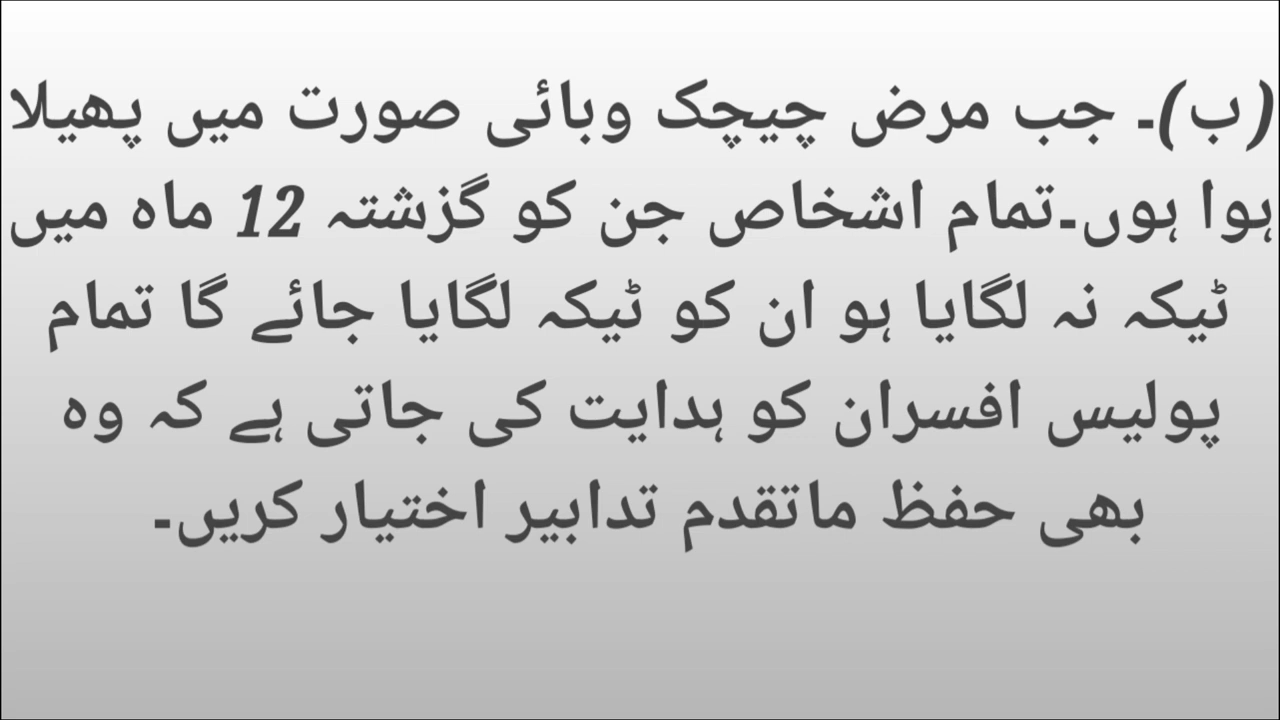 (ب)۔ جب مرض چیچک وبائی صورت میں پھیلا
ہوا ہوں۔تمام اشخاص جن کو گزشتہ 12 ماہ میں
ٹیکہ نہ لگایا ہو ان کو ٹیکہ لگایا جائے گا تمام
پولیس افسران کو ہدایت کی جاتی ہے کہ وہ
بھی حفظ ماتقدم تدابیر اختیار کریں۔